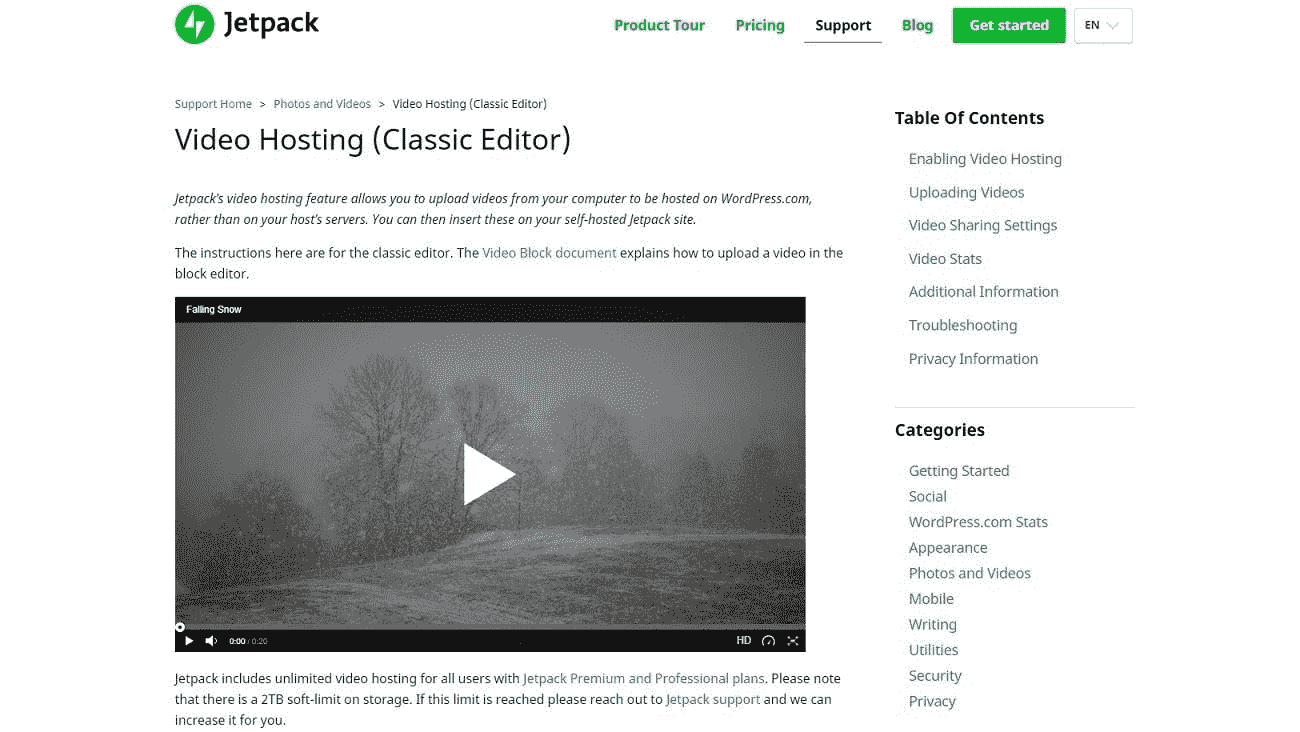 Jetpack
Product Tour
Pricing
Support
Blog
Get started
EN
Support Home > Photos and Videos > Video Hosting (Classic Editor)
Video Hosting (Classic Editor)
Jetpack's video hosting feature allows you to upload videos from your computer to be hosted on WordPress.com,
rather than on your host's servers. You can then insert these on your self-hosted Jetpack site.
The instructions here are for the classic editor. The Video Block document explains how to upload a video in the
block editor.
Falling Snow
0:00 / 0:20
HD
Jetpack includes unlimited video hosting for all users with Jetpack Premium and Professional plans. Please note
that there is a 2TB soft-limit on storage. If this limit is reached please reach out to Jetpack support and we can
increase it for you.
Table Of Contents
Enabling Video Hosting
Uploading Videos
Video Sharing Settings
Video Stats
Additional Information
Troubleshooting
Privacy Information
Categories
Getting Started
Social
WordPress.com Stats
Appearance
Photos and Videos
Mobile
Writing
Utilities
Security
Privacy